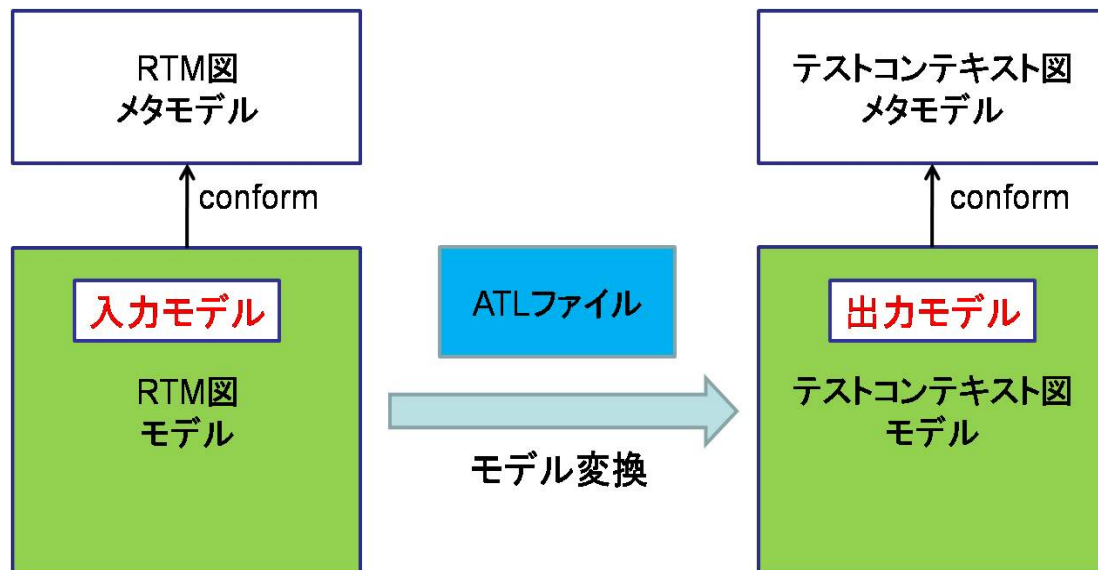 RTM図
メタモデル
テストコンテキスト図
メタモデル
conform
conform
入力モデル
RTM図
モデル
ATLファイル
モデル変換
出力モデル
テストコンテキスト図
モデル